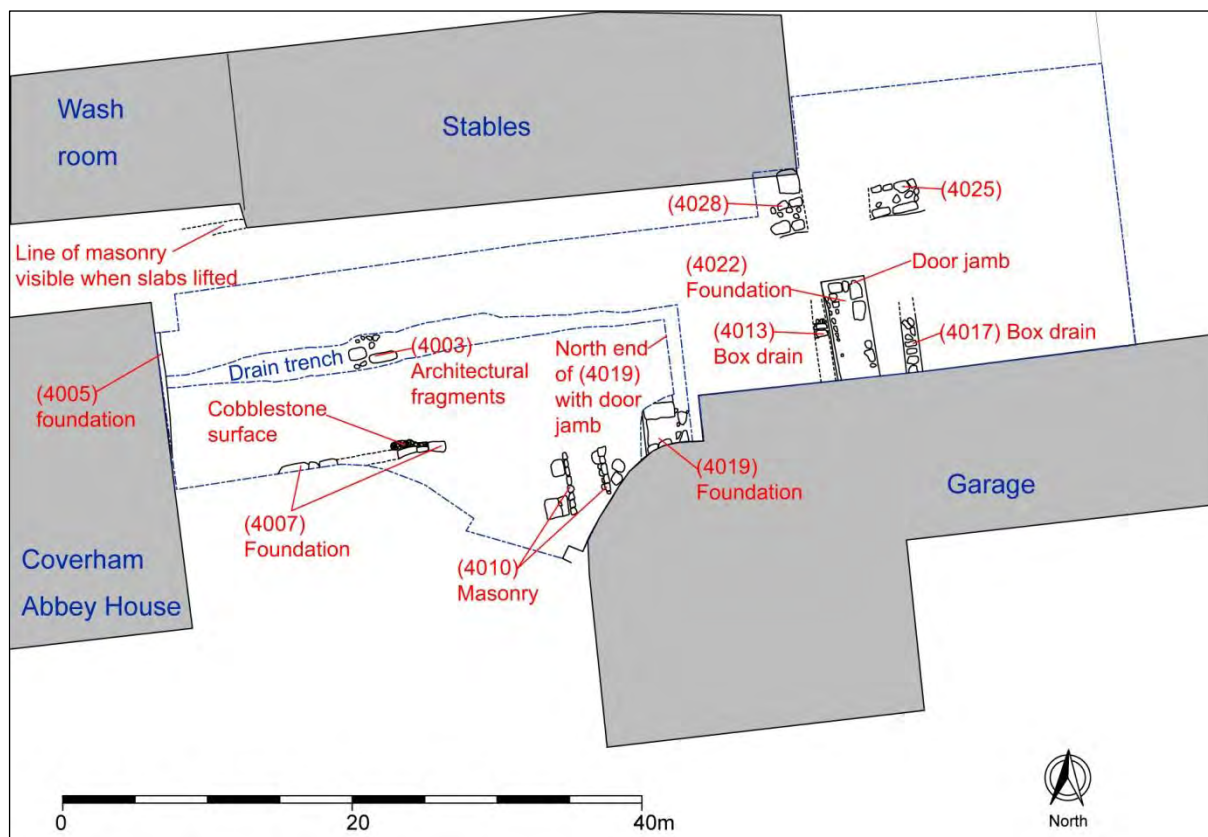 Wash
room
Stables
(4028)
(4025)
Line of masonry
visible when slabs lifted
(4022)
Foundation
Door jamb
(4013)
Box drain
(4017) Box drain
Drain trench
(4003)
Architectural
fragments
North end
of (4019)
with door
jamb
(4005)
foundation
Cobblestone
surface
(4019)
Foundation
Garage
(4007)
Foundation
(4010)
Masonry
Coverham
Abbey House
0
20
40m
North